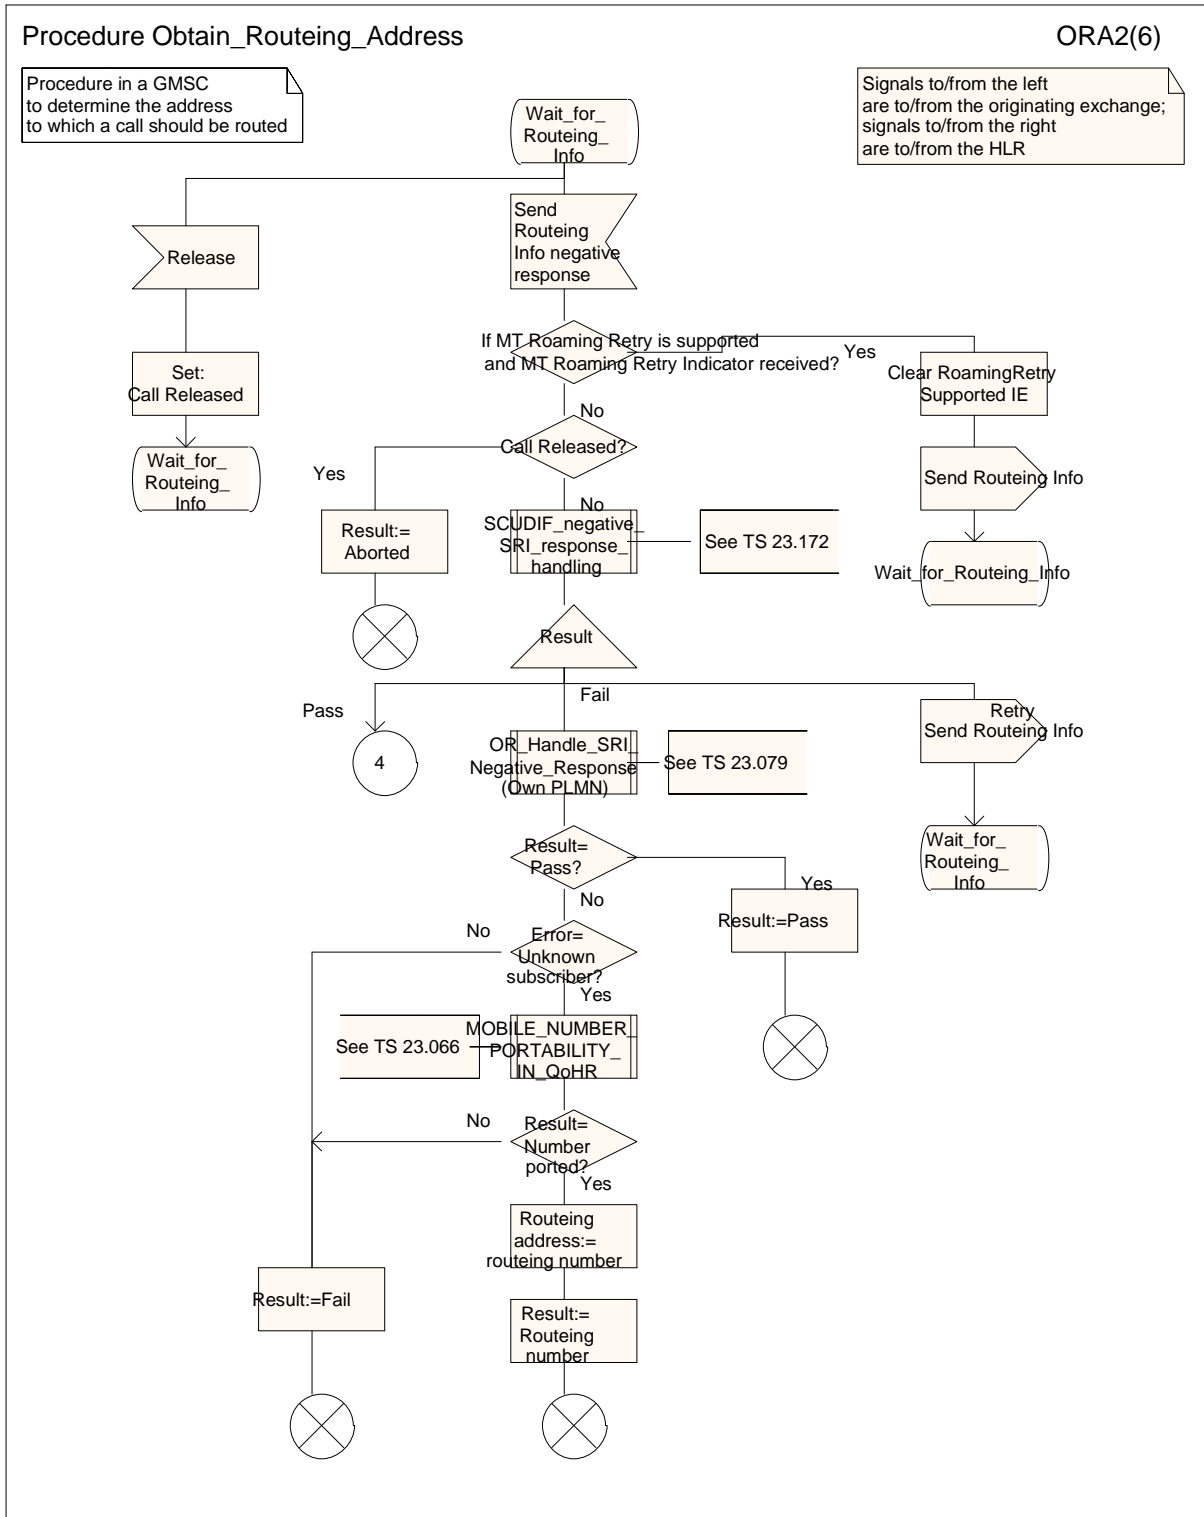 Procedure Obtain_Routeing_Address
ORA2(6)
Procedure in a GMSC
to determine the address
to which a call should be routed
Signals to/from the left
are to/from the originating exchange;
signals to/from the right
are to/from the HLR
Wait_for_
Routeing_
Info
Release
Send
Routeing
Info negative
response
If MT Roaming Retry is supported
and MT Roaming Retry Indicator received?
Yes
No
Set:
Call Released
Clear RoamingRetry
Supported IE
Wait_for_
Routeing_
Info
Call Released?
Yes
No
Send Routeing Info
Result:=
Aborted
SCUDIF_negative_
SRI_response_
handling
See TS 23.172
Wait_for_Routeing_Info
Result
Pass
Fail
Retry
Send Routeing Info
4
OR_Handle_SRI_
Negative_Response
(Own PLMN)
See TS 23.079
Wait_for_
Routeing_
Info
Result=
Pass?
Yes
No
Result:=Pass
Error=
Unknown
subscriber?
No
Yes
See TS 23.066
MOBILE_NUMBER_
PORTABILITY_
IN_QoHR
Result=
Number
ported?
No
Yes
Routeing
address:=
routeing number
Result:=Fail
Result:=
Routeing
number